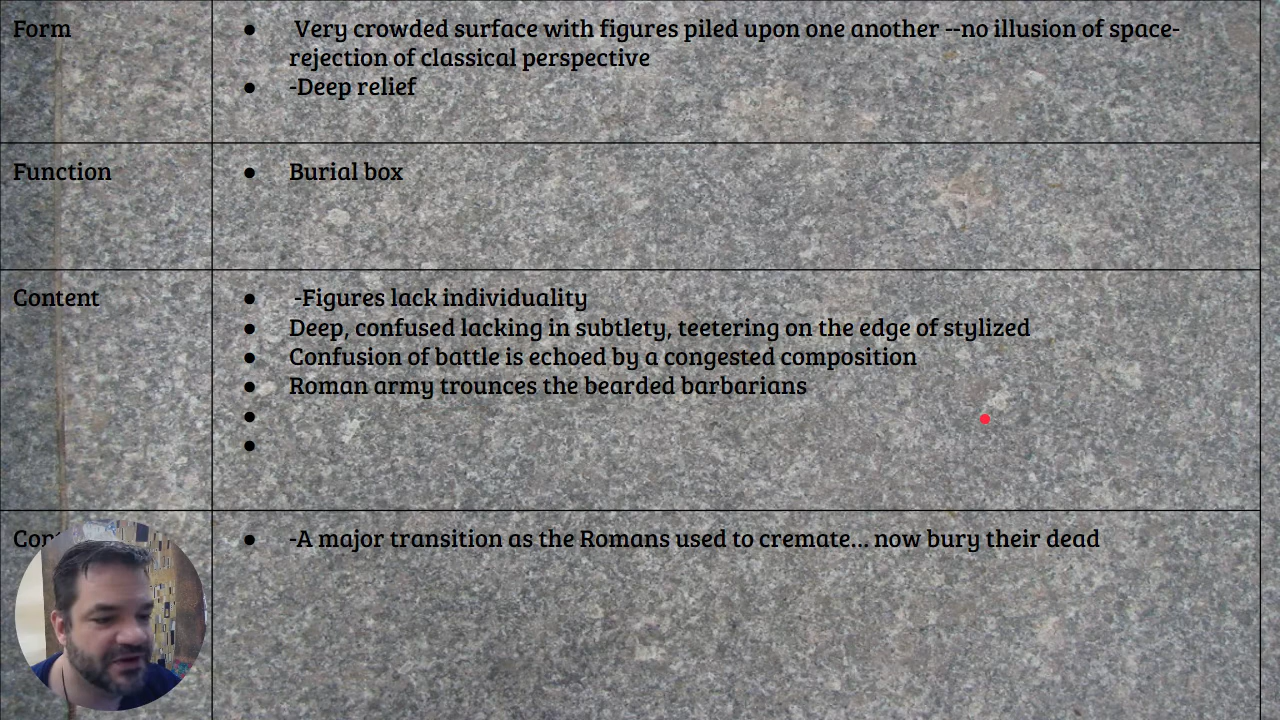 Form
● Very crowded surface with figures piled upon one another --no illusion of space-
rejection of classical perspective
● -Deep relief
Function
● Burial box
Content
● -Figures lack individuality
● Deep, confused lacking in subtlety, teetering on the edge of stylized
● Confusion of battle is echoed by a congested composition
● Roman army trounces the bearded barbarians
●
●
● -A major transition as the Romans used to cremate... now bury their dead